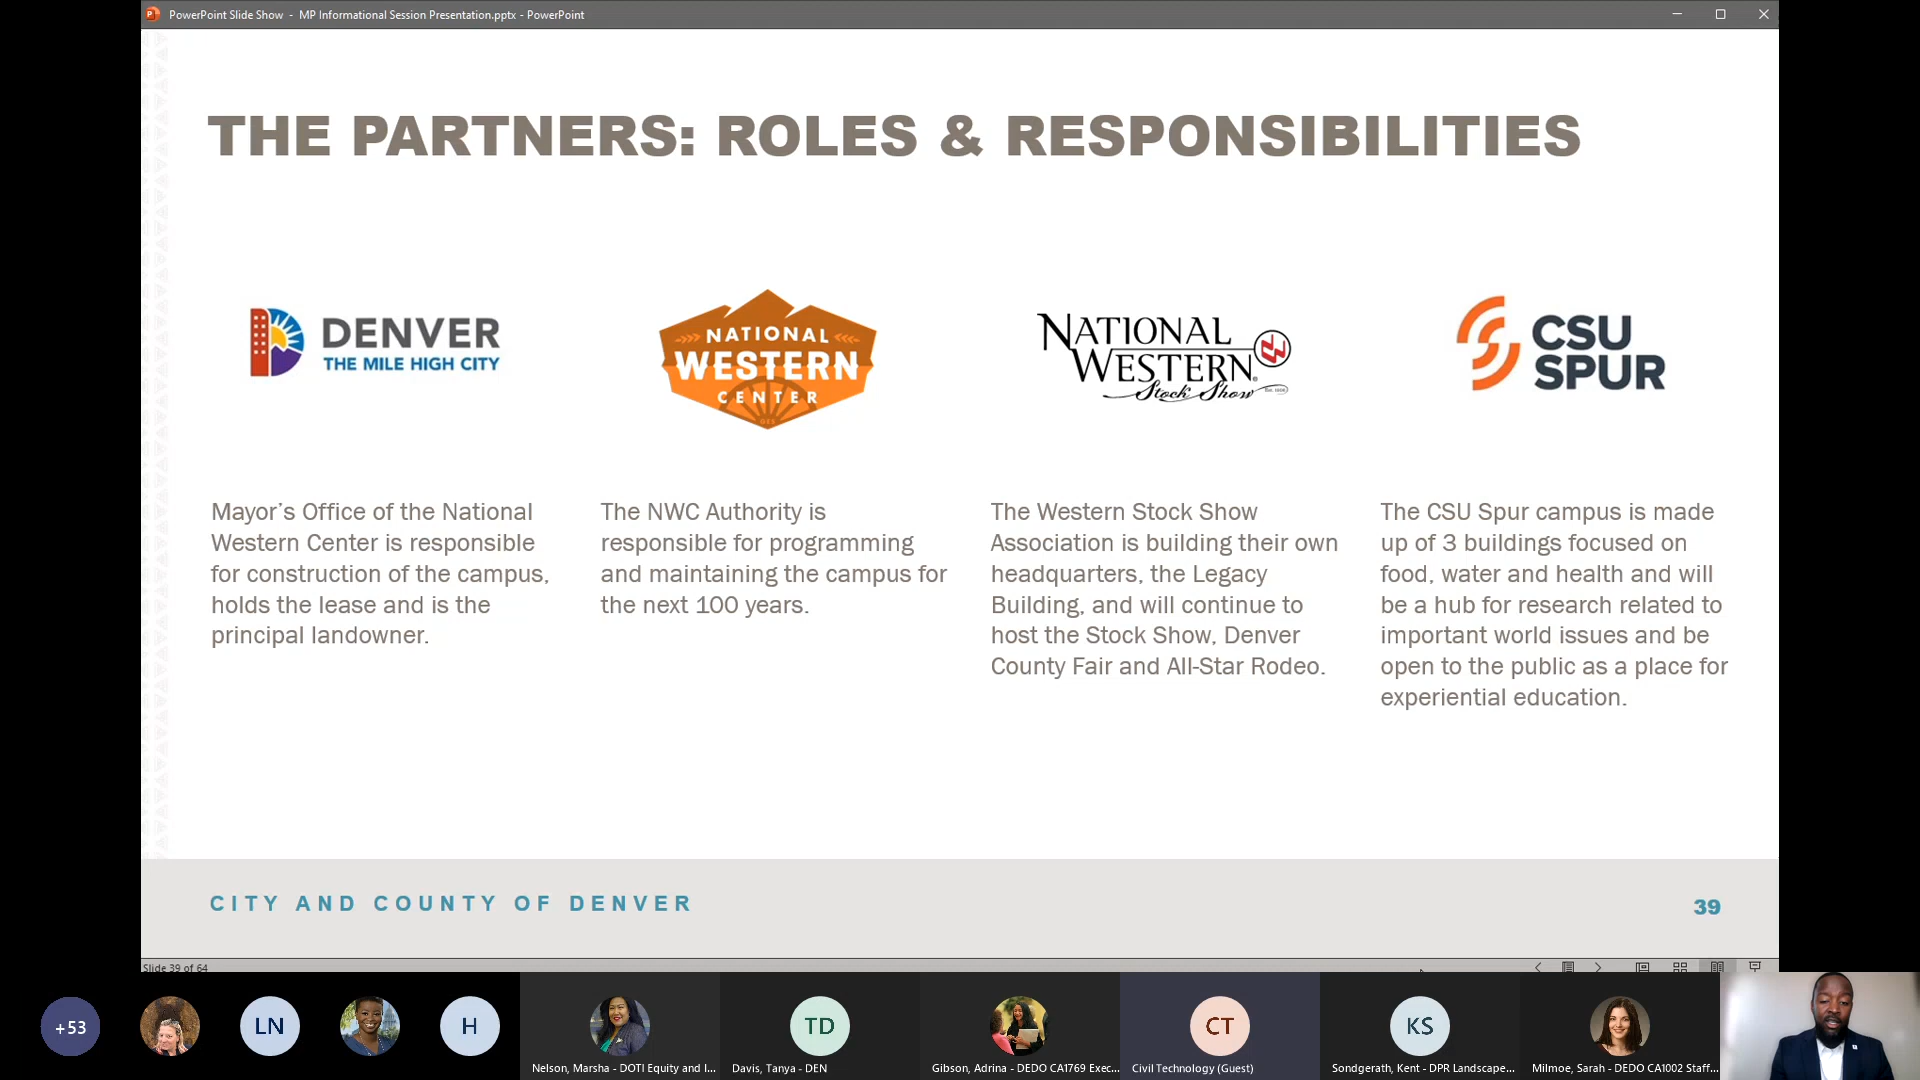 PowerPoint Slide Show - MP Informational Session Presentation.pptx - PowerPoint
THE PARTNERS: ROLES & RESPONSIBILITIES
DENVER
THE MILE HIGH CITY
NATIONAL
WESTERN
CENTER
NATIONAL
WESTERN
Stock Show
CSU
SPUR
Mayor’s Office of the National
Western Center is responsible
for construction of the campus,
holds the lease and is the
principal landowner.
The NWC Authority is
responsible for programming
and maintaining the campus for
the next 100 years.
The Western Stock Show
Association is building their own
headquarters, the Legacy
Building, and will continue to
host the Stock Show, Denver
County Fair and All-Star Rodeo.
The CSU Spur campus is made
up of 3 buildings focused on
food, water and health and will
be a hub for research related to
important world issues and be
open to the public as a place for
experiential education.
CITY AND COUNTY OF DENVER
39
Slide 39 of 64
+53
LN
H
TD
CT
KS
Nelson, Marsha - DOTI Equity and I...
Davis, Tanya - DEN
Gibson, Adrina - DEDO CA1769 Exec...
Civil Technology (Guest)
Sondgerath, Kent - DPR Landscape...
Milmoe, Sarah - DEDO CA1002 Staff...